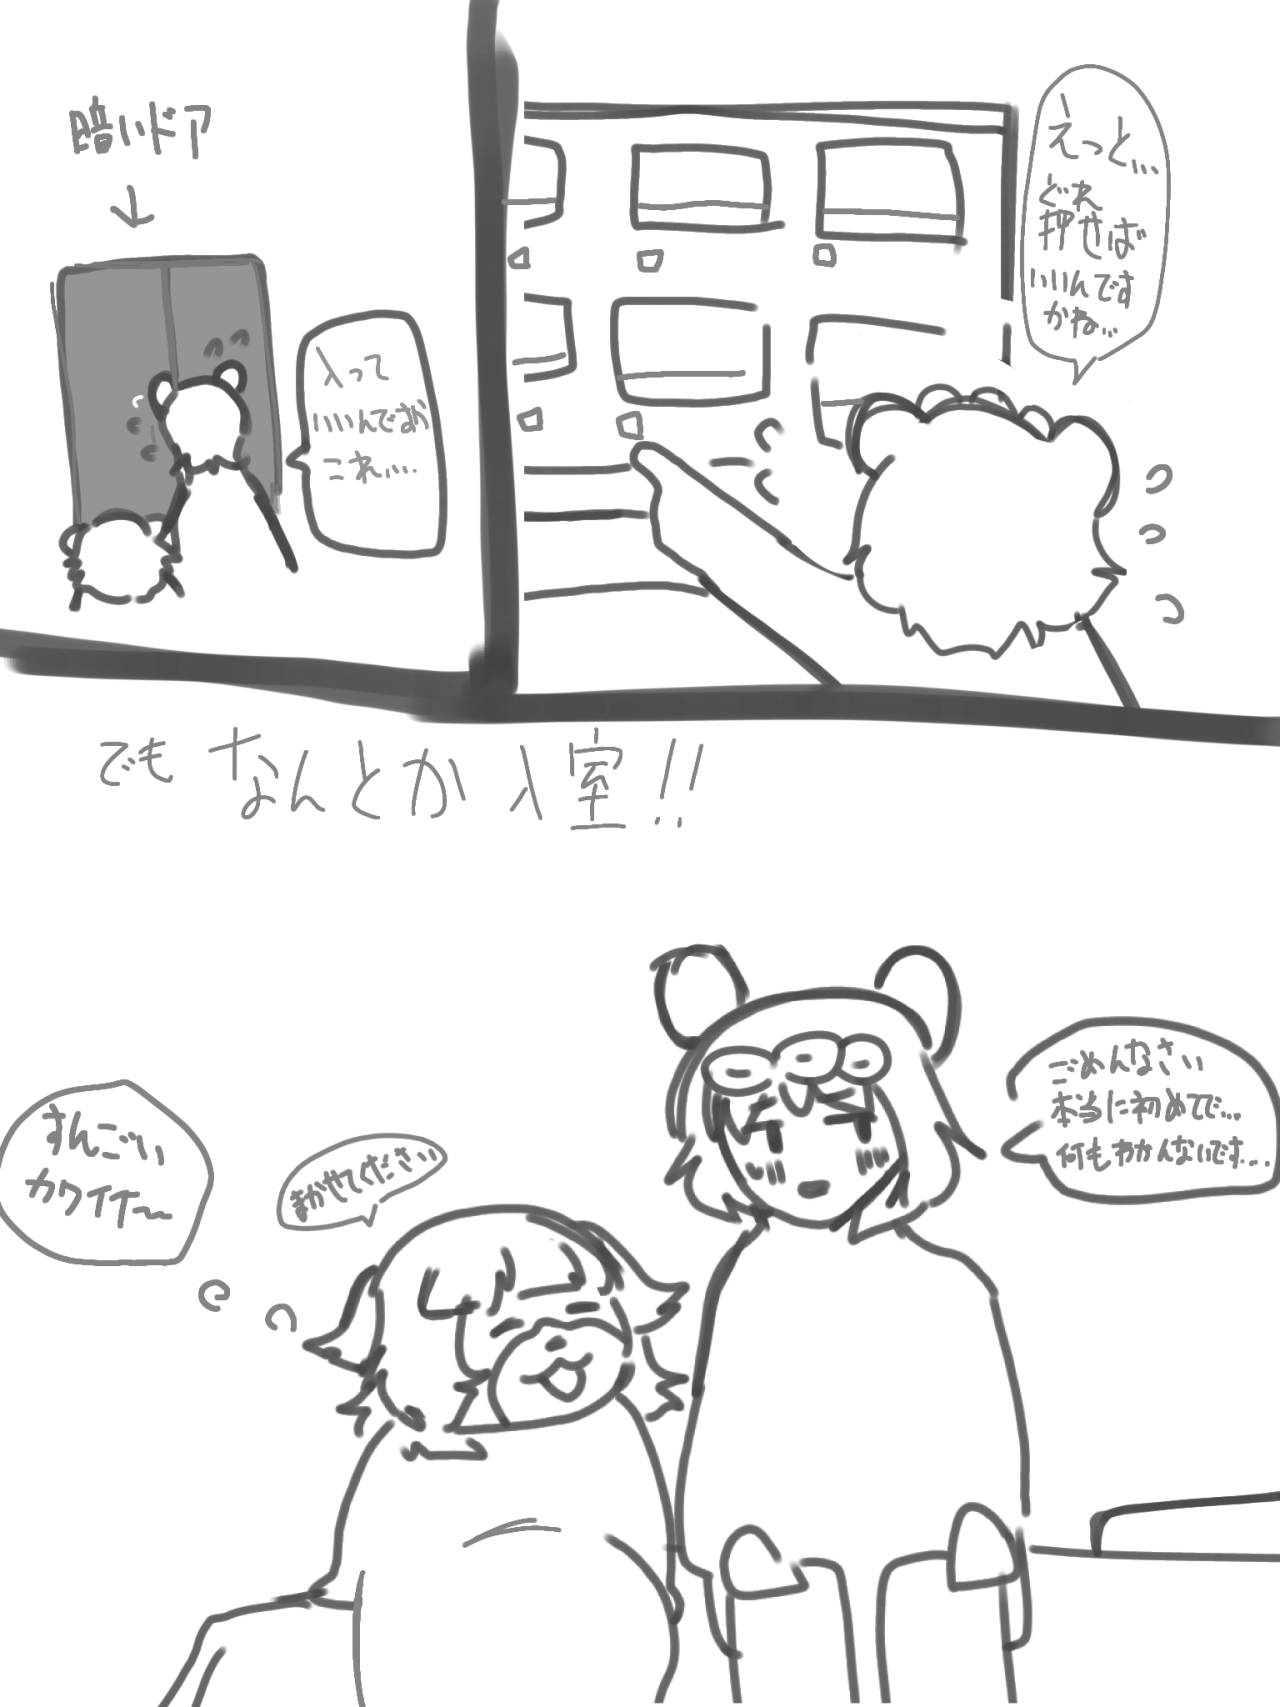 暗いドア
入って
いいんですか
これ...
えっと...
どれ
押せば
いいんです
かね...
でもなんとか入室!!
すんごい
カワイイ~
まかせてください
ごめんなさい
本当に初めてで...
何もわかんないです...